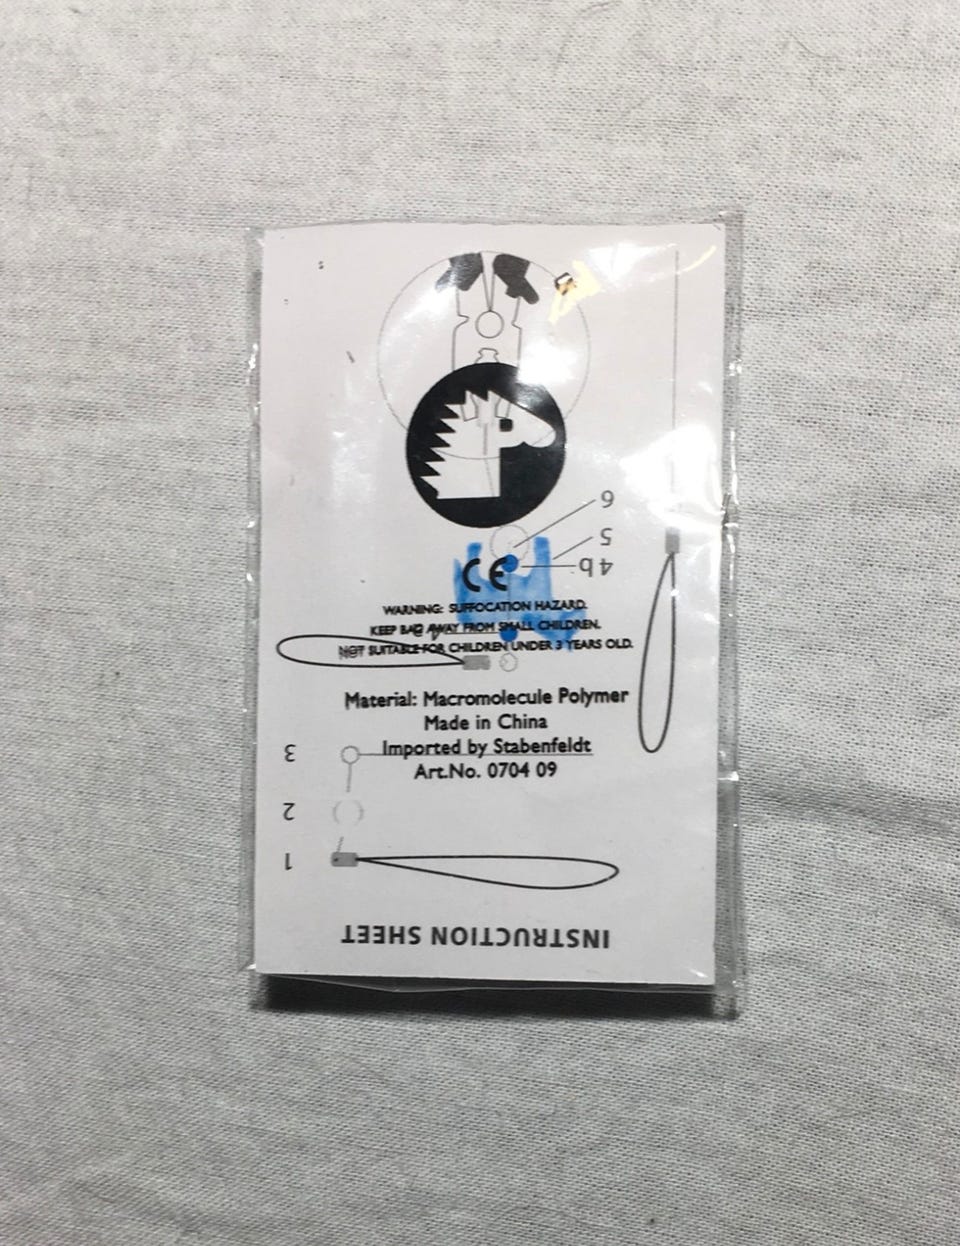 6
5
4b
CE
WARNING: SUFFOCATION HAZARD.
KEEP BAG AWAY FROM SMALL CHILDREN.
NOT SUITABLE FOR CHILDREN UNDER 3 YEARS OLD.
Material: Macromolecule Polymer
Made in China
Imported by Stabenfeldt
Art.No. 0704 09
3
2
1
INSTRUCTION SHEET